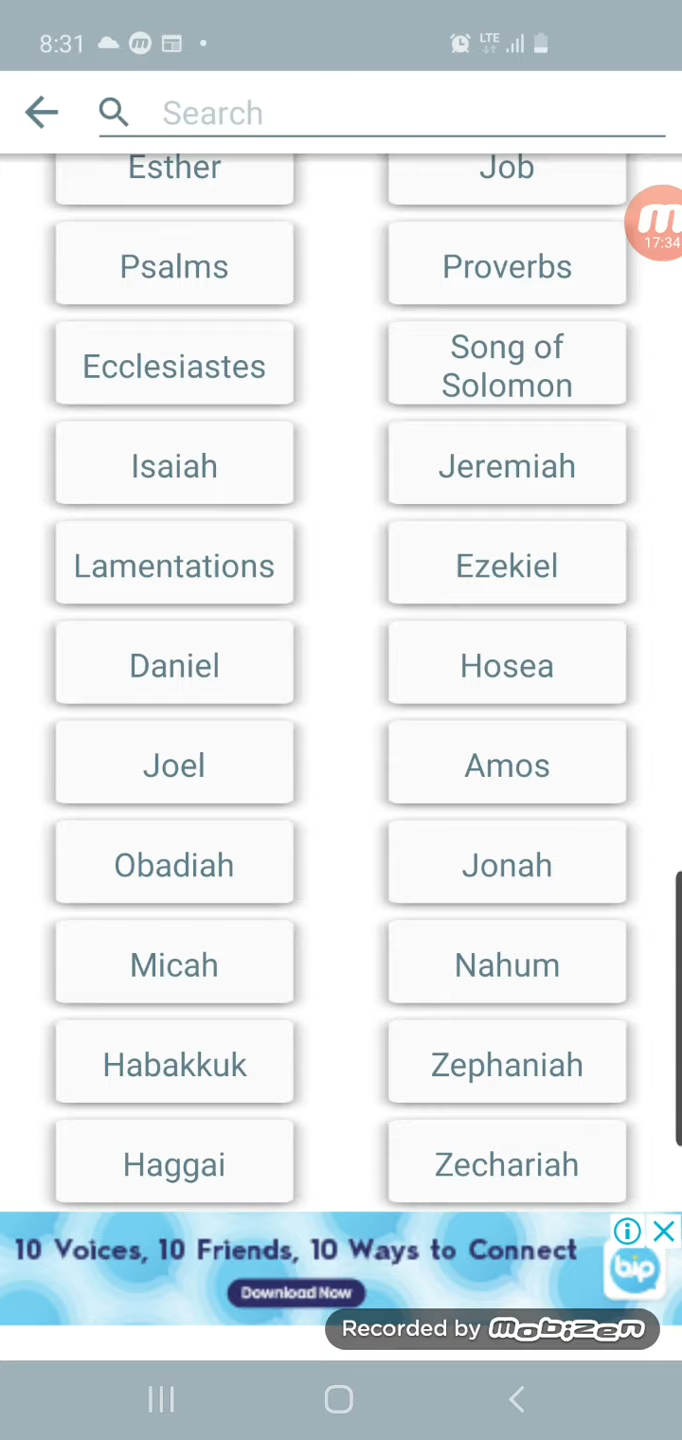 8:31
LTE
Search
Esther
Job
17:34
Psalms
Proverbs
Ecclesiastes
Song of
Solomon
Isaiah
Jeremiah
Lamentations
Ezekiel
Daniel
Hosea
Joel
Amos
Obadiah
Jonah
Micah
Nahum
Habakkuk
Zephaniah
Haggai
Zechariah
10 Voices, 10 Friends, 10 Ways to Connect
bip
Download Now
Recorded by mobizen